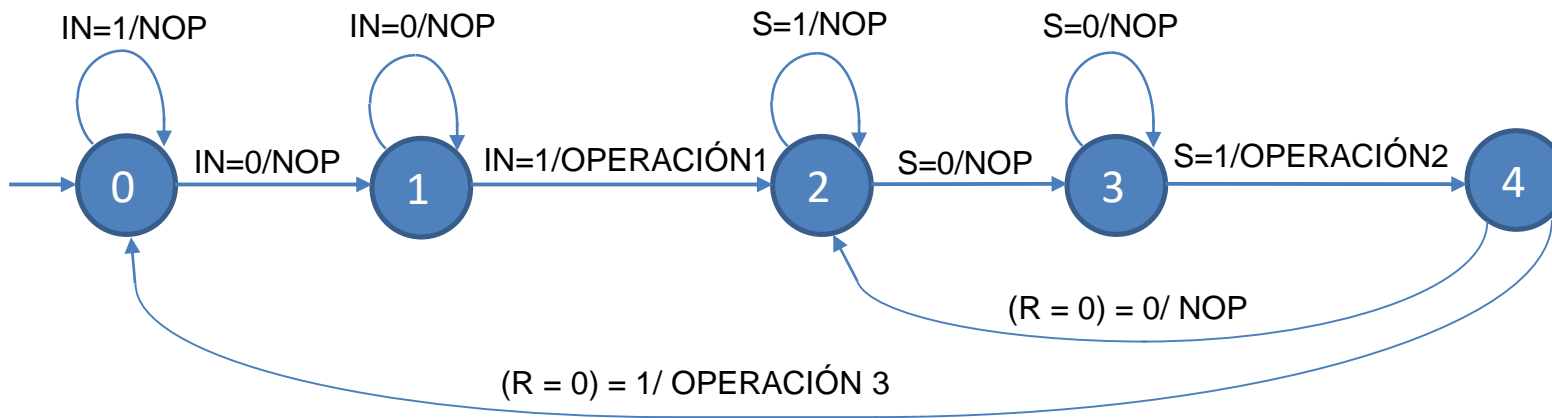 IN=1/NOP
IN=0/NOP
S=1/NOP
S=0/NOP
0
IN=0/NOP
1
IN=1/OPERACIÓN1
2
S=0/NOP
3
S=1/OPERACIÓN2
4
(R = 0) = 0/ NOP
(R = 0) = 1/ OPERACIÓN 3